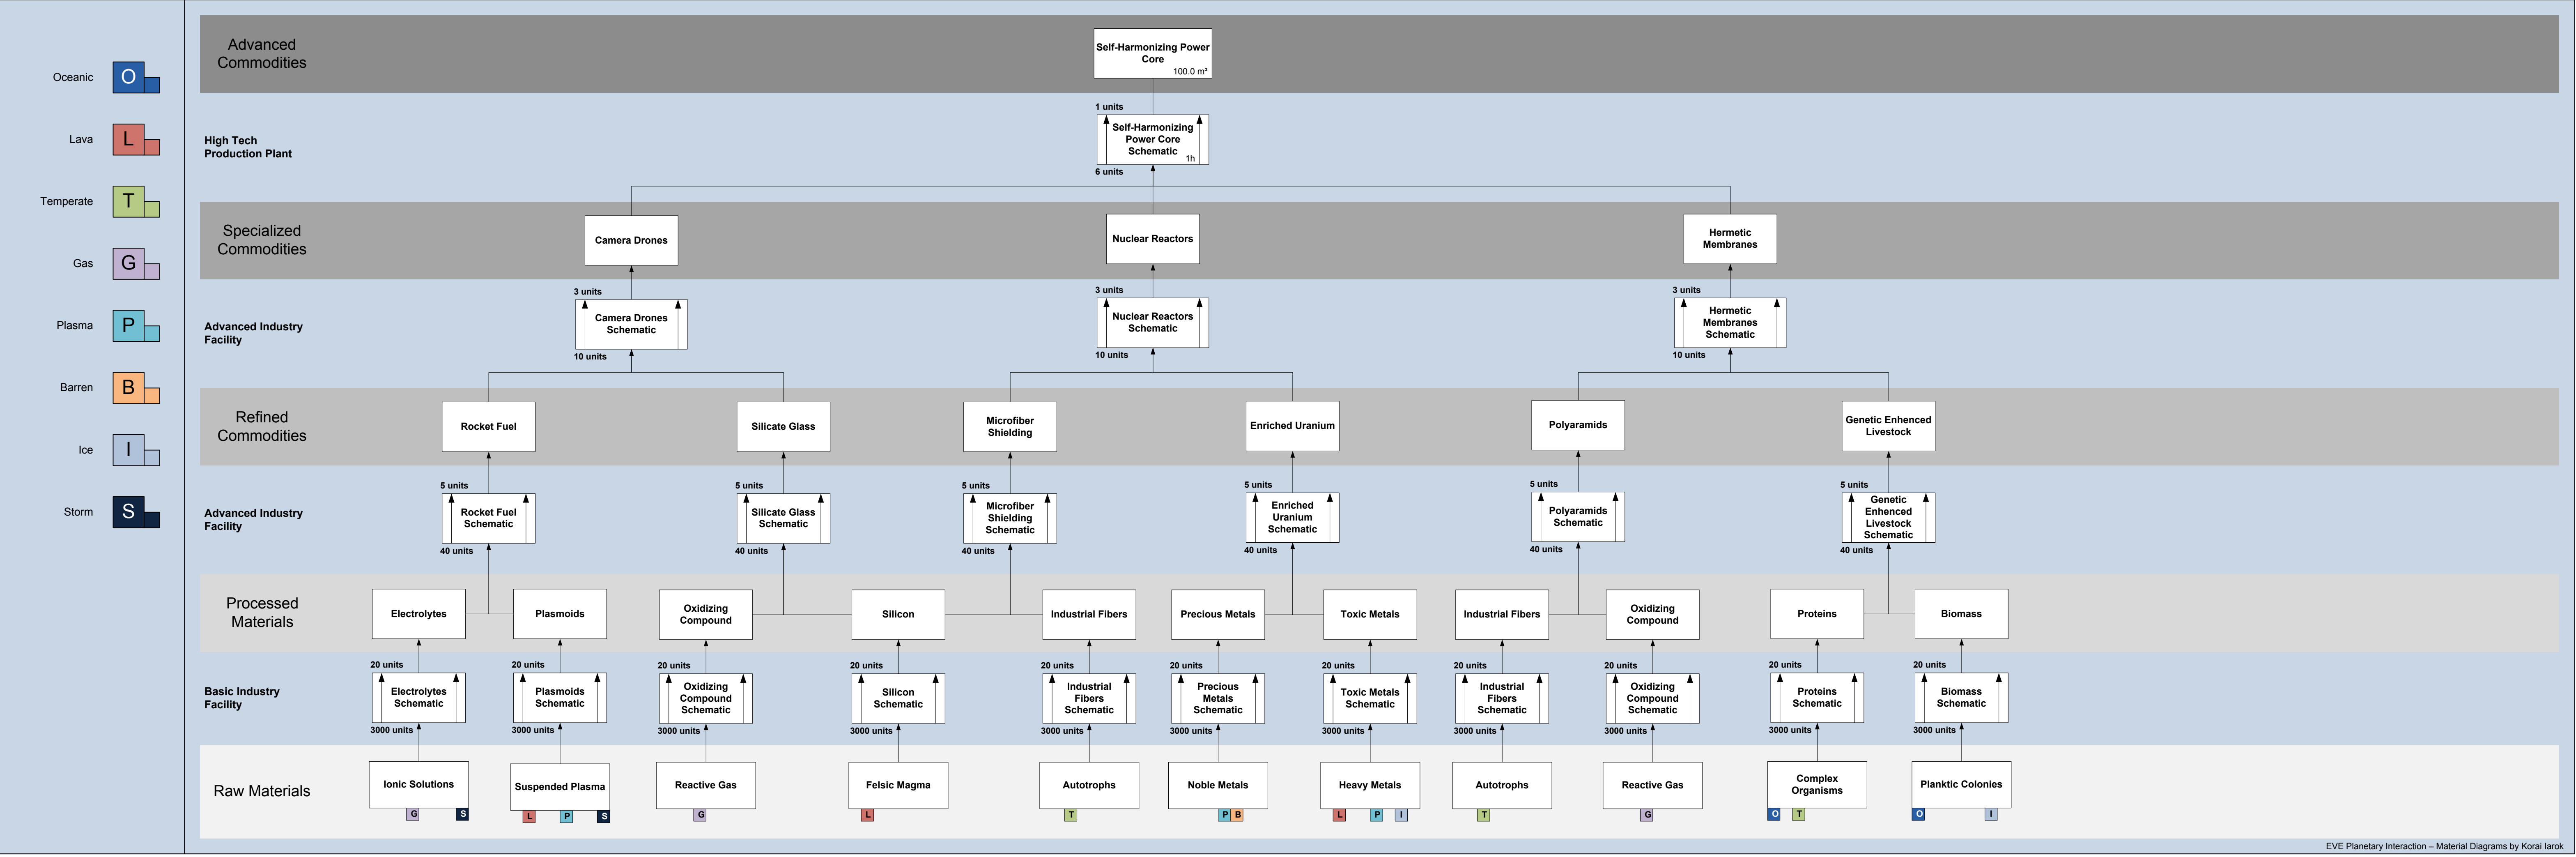 Oceanic
O
Lava
L
Temperate
T
Gas
G
Plasma
P
Barren
B
Ice
I
Storm
S
Advanced
Commodities
Self-Harmonizing Power
Core
100.0 m³
High Tech
Production Plant
1 units
Self-Harmonizing
Power Core
Schematic
1h
6 units
Specialized
Commodities
Camera Drones
Nuclear Reactors
Hermetic
Membranes
Advanced Industry
Facility
3 units
Camera Drones
Schematic
10 units
3 units
Nuclear Reactors
Schematic
10 units
3 units
Hermetic
Membranes
Schematic
10 units
Refined
Commodities
Rocket Fuel
Silicate Glass
Microfiber
Shielding
Enriched Uranium
Polyaramids
Genetic Enhenced
Livestock
Advanced Industry
Facility
5 units
Rocket Fuel
Schematic
40 units
5 units
Silicate Glass
Schematic
40 units
5 units
Microfiber
Shielding
Schematic
40 units
5 units
Enriched
Uranium
Schematic
40 units
5 units
Polyaramids
Schematic
40 units
5 units
Genetic
Enhenced
Livestock
Schematic
40 units
Processed
Materials
Electrolytes
Plasmoids
Oxidizing
Compound
Silicon
Industrial Fibers
Precious Metals
Toxic Metals
Industrial Fibers
Oxidizing
Compound
Proteins
Biomass
Basic Industry
Facility
20 units
Electrolytes
Schematic
3000 units
20 units
Plasmoids
Schematic
3000 units
20 units
Oxidizing
Compound
Schematic
3000 units
20 units
Silicon
Schematic
3000 units
20 units
Industrial
Fibers
Schematic
3000 units
20 units
Precious
Metals
Schematic
3000 units
20 units
Toxic Metals
Schematic
3000 units
20 units
Industrial
Fibers
Schematic
3000 units
20 units
Oxidizing
Compound
Schematic
3000 units
20 units
Proteins
Schematic
3000 units
20 units
Biomass
Schematic
3000 units
Raw Materials
Ionic Solutions
G S
Suspended Plasma
L P S
Reactive Gas
G
Felsic Magma
L
Autotrophs
T
Noble Metals
P B
Heavy Metals
L P I
Autotrophs
T
Reactive Gas
G
Complex
Organisms
O T
Planktic Colonies
O I
EVE Planetary Interaction – Material Diagrams by Korai Iarok